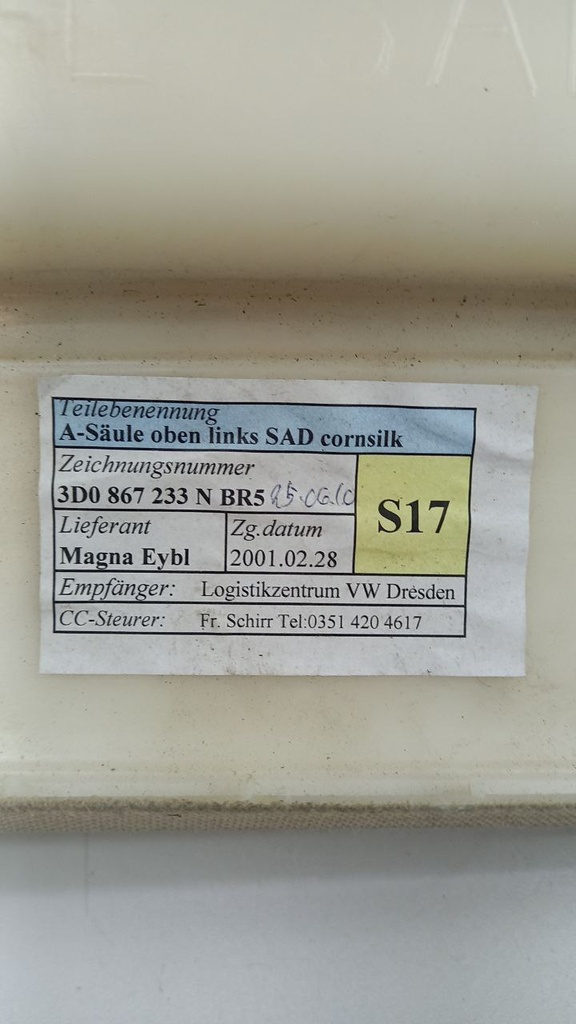 Teilebenennung
A-Säule oben links SAD cornsilk
Zeichnungsnummer
3D0 867 233 N BR5
S17
Lieferant
Magna Eybl
Zg.datum
2001.02.28
Empfänger: Logistikzentrum VW Dresden
CC-Steurer: Fr. Schirr Tel:0351 420 4617